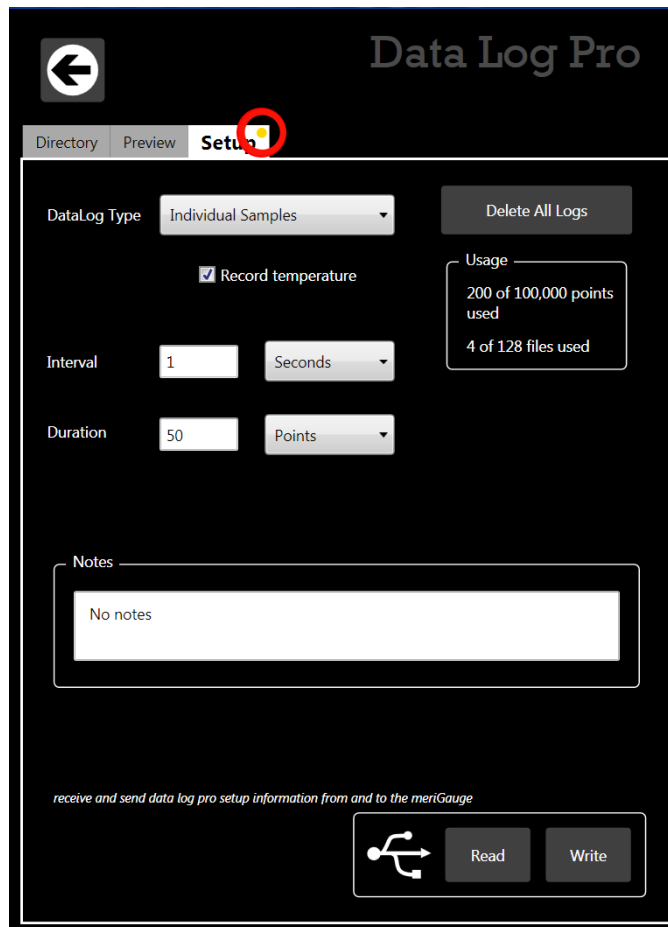 Data Log Pro
Directory Preview Setup
DataLog Type Individual Samples Delete All Logs
Record temperature
Usage
200 of 100,000 points
used
4 of 128 files used
Interval 1 Seconds
Duration 50 Points
Notes
No notes
receive and send data log pro setup information from and to the meriGauge
Read Write